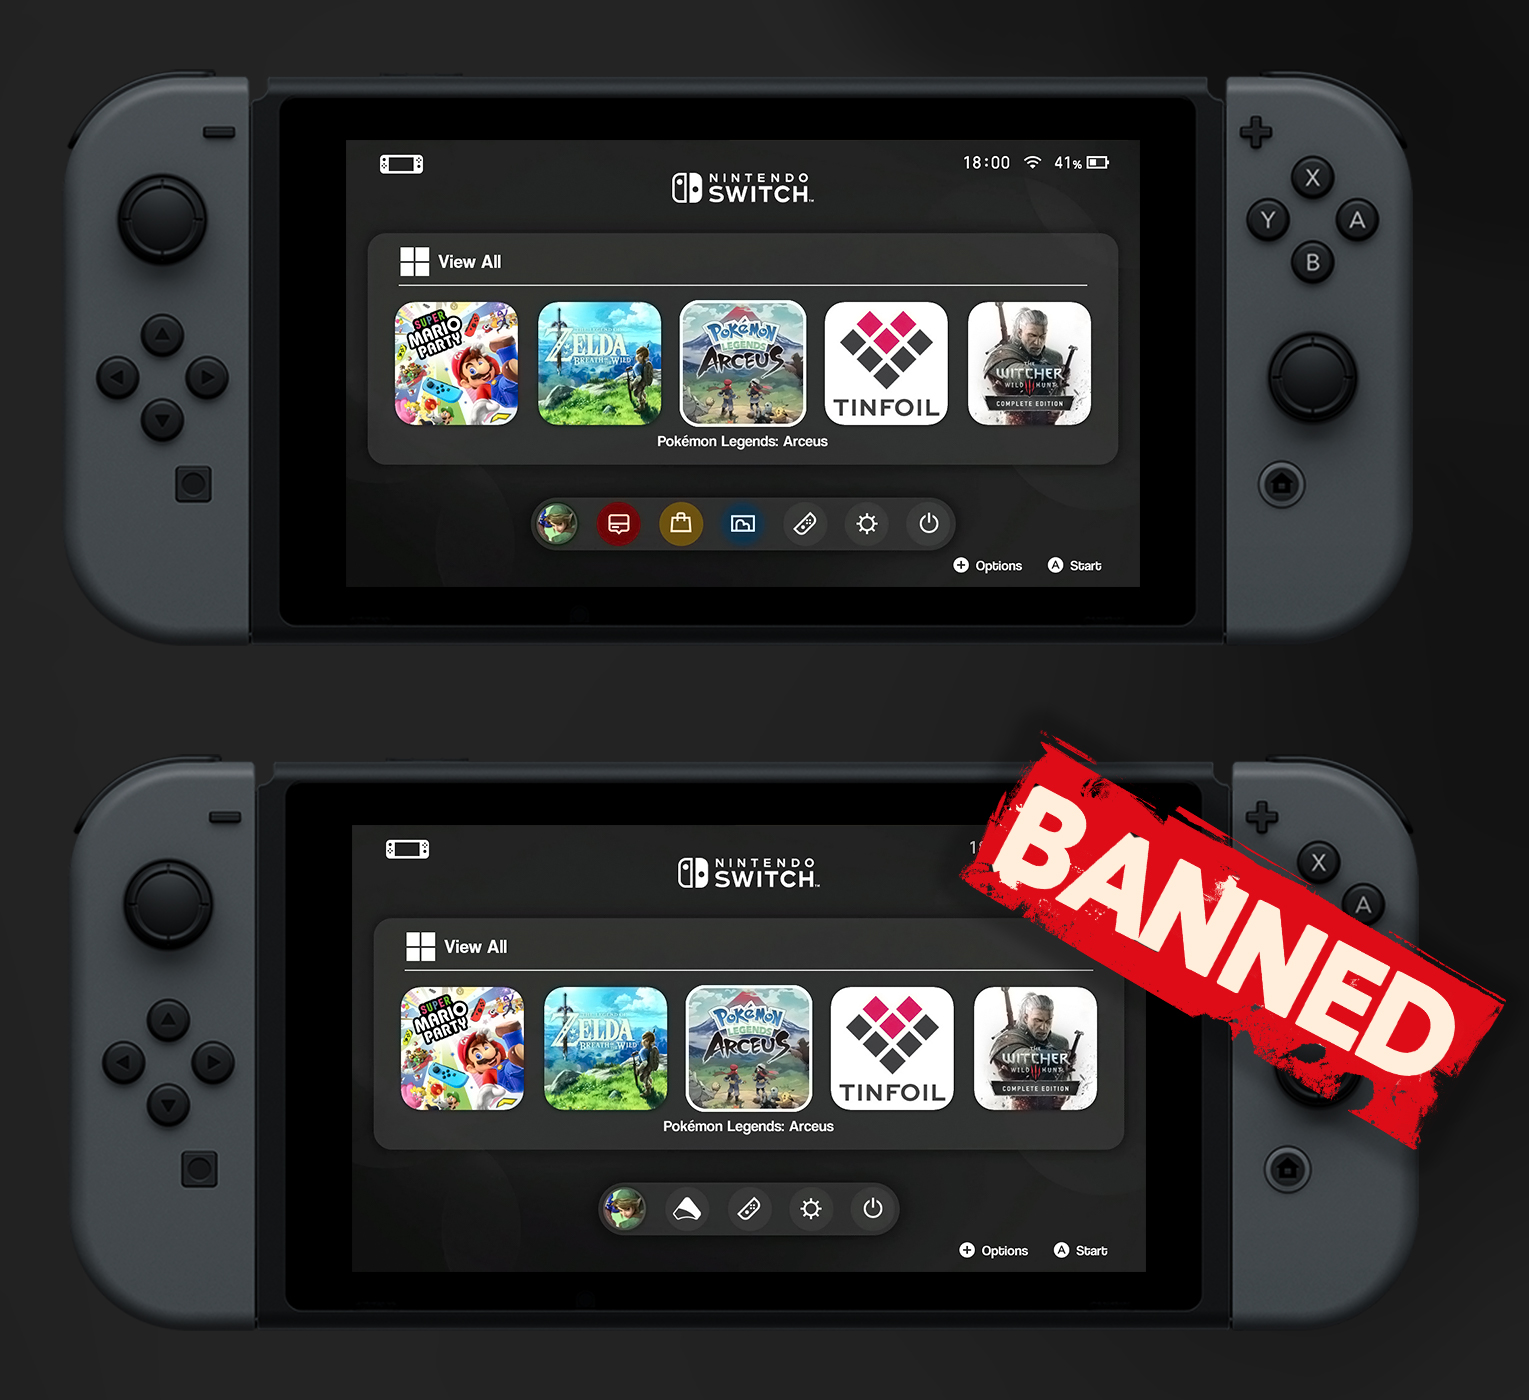 18:00 41%
NINTENDO
SWITCH
View All
SUPER
MARIO
PARTY
ZELDA
BREATH OF THE WILD
POKÉMON
LEGENDS
ARCEUS
TINFOIL
THE
WITCHER
WILD HUNT
COMPLETE EDITION
Pokémon Legends: Arceus
+ Options A Start
X
Y A
B
NINTENDO
SWITCH
View All
SUPER
MARIO
PARTY
ZELDA
BREATH OF THE WILD
POKÉMON
LEGENDS
ARCEUS
TINFOIL
THE
WITCHER
WILD HUNT
COMPLETE EDITION
Pokémon Legends: Arceus
+ Options A Start
BANNED
X
A